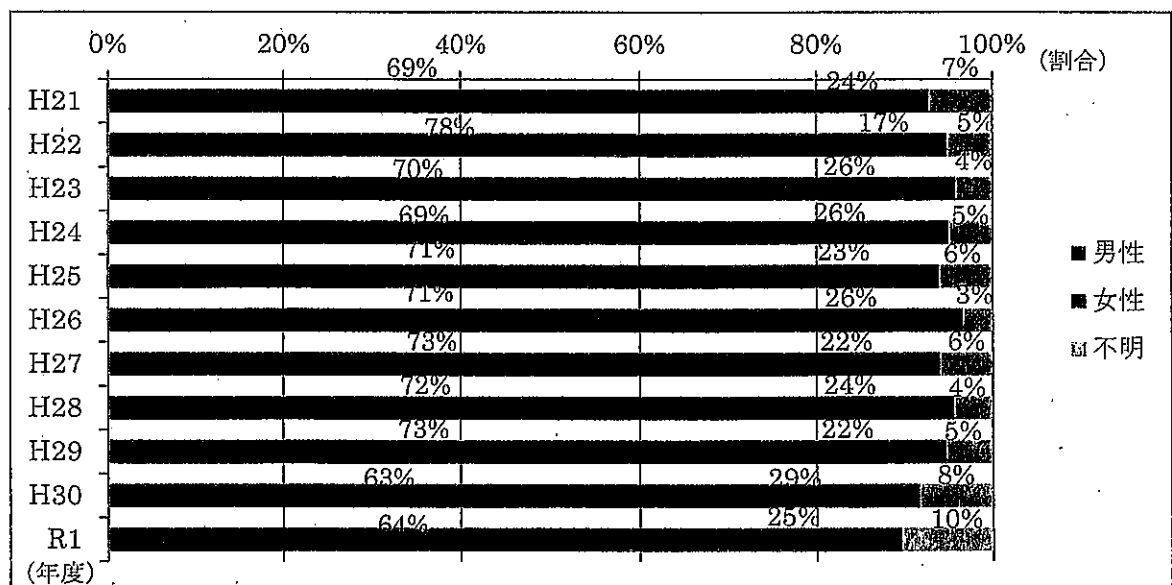 0% 20% 40% 60% 80% 100% (割合)
69% 24% 7%
H21
78% 17% 5%
H22
70% 26% 4%
H23
69% 26% 5%
H24
71% 23% 6%
H25
71% 26% 3%
H26
73% 22% 6%
H27
72% 24% 4%
H28
73% 22% 5%
H29
63% 29% 8%
H30
64% 25% 10%
R1
(年度)
男性
女性
不明